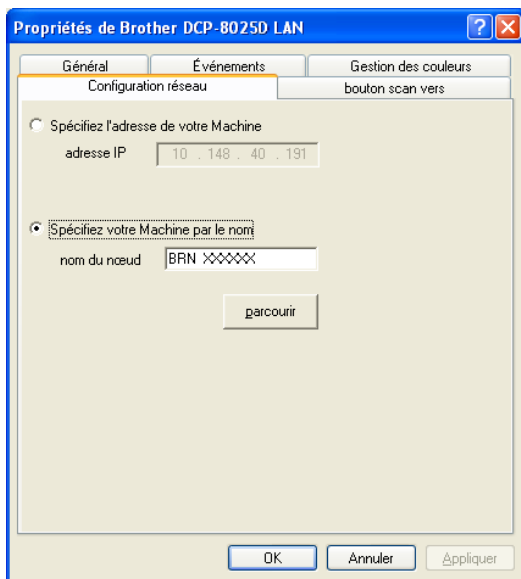 Propriétés de Brother DCP-8025D LAN
Général Événements Gestion des couleurs
Configuration réseau bouton scan vers
Spécifiez l'adresse de votre Machine
adresse IP 10 . 148 . 40 . 191
Spécifiez votre Machine par le nom
nom du nœud BRN XXXXXX
parcourir
OK Annuler Appliquer